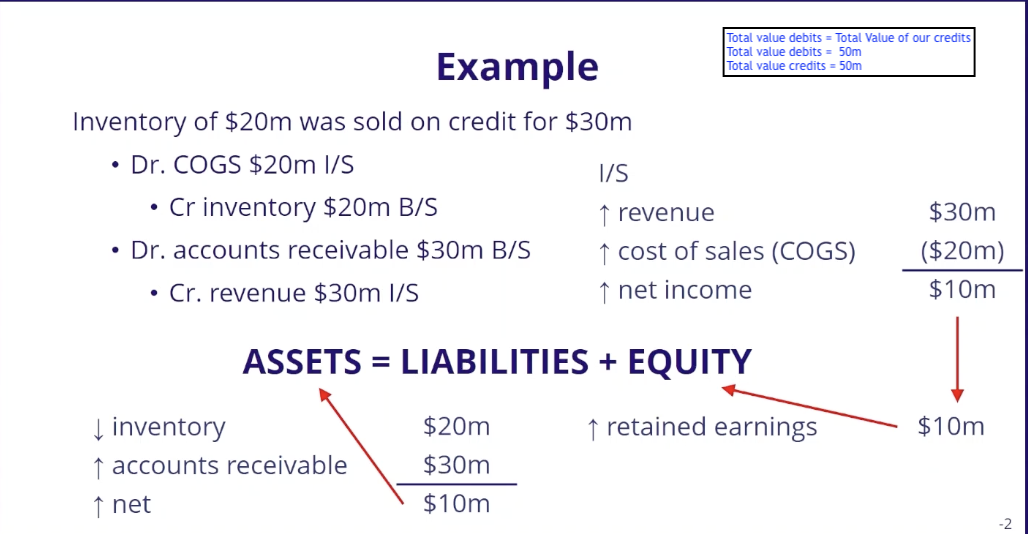 Total value debits = Total Value of our credits
Total value debits =  50m
Total value credits = 50m
Example
Inventory of $20m was sold on credit for $30m
• Dr. COGS $20m I/S
• Cr inventory $20m B/S
• Dr. accounts receivable $30m B/S
• Cr. revenue $30m I/S
I/S
↑ revenue $30m
↑ cost of sales (COGS) ($20m)
↑ net income $10m
ASSETS = LIABILITIES + EQUITY
↓ inventory $20m
↑ accounts receivable $30m
↑ net $10m
↑ retained earnings $10m
-2